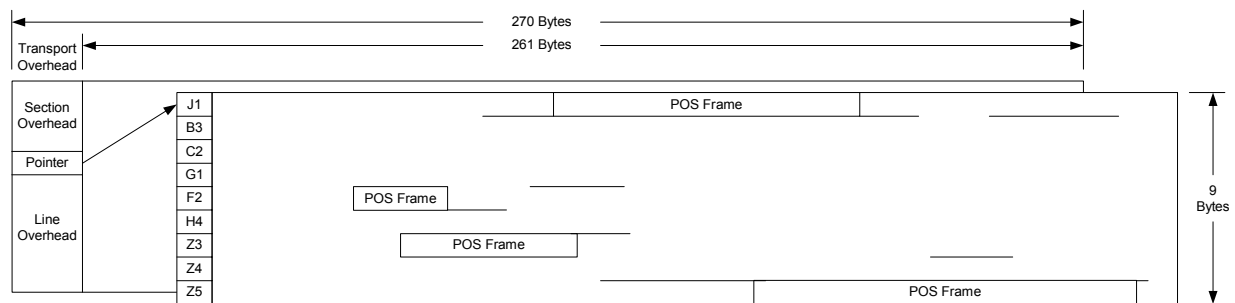 270 Bytes
261 Bytes
Transport
Overhead
Section
Overhead
Pointer
Line
Overhead
J1
B3
C2
G1
F2
H4
Z3
Z4
Z5
POS Frame
POS Frame
POS Frame
POS Frame
9
Bytes